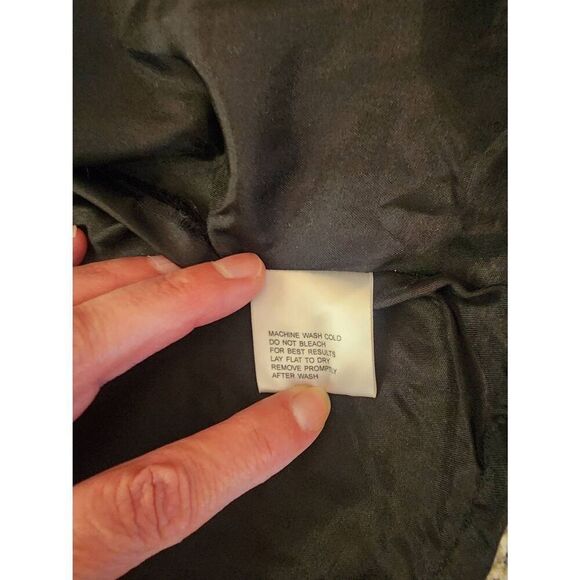 MACHINE WASH COLD
DO NOT BLEACH
FOR BEST RESULTS
LAY FLAT TO DRY
REMOVE PROMPTLY
AFTER WASH